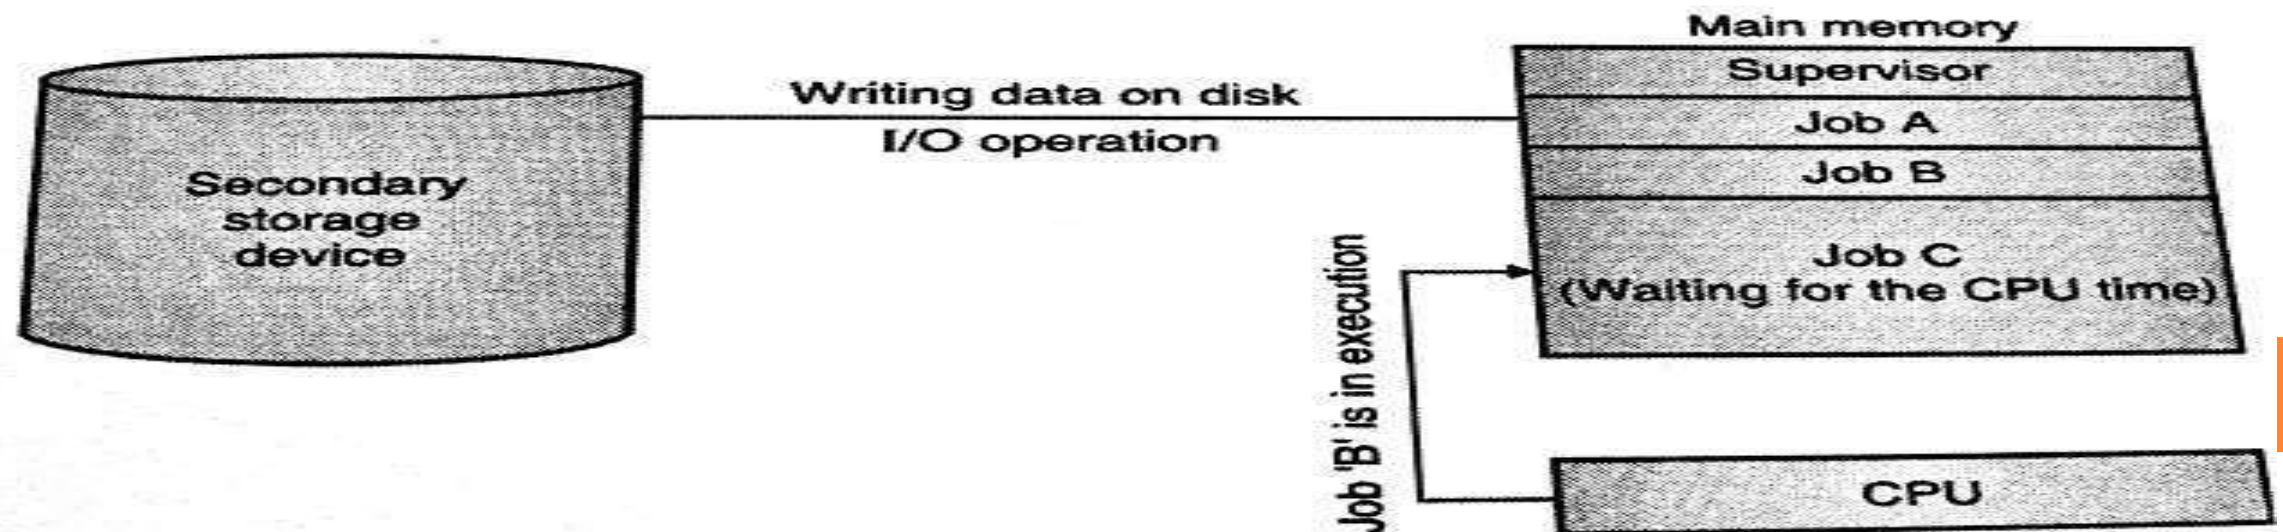 Main memory
Supervisor
Writing data on disk
Job A
I/O operation
Job B
Secondary
storage
device
Job C
(Waiting for the CPU time)
Job 'B' is in execution
CPU